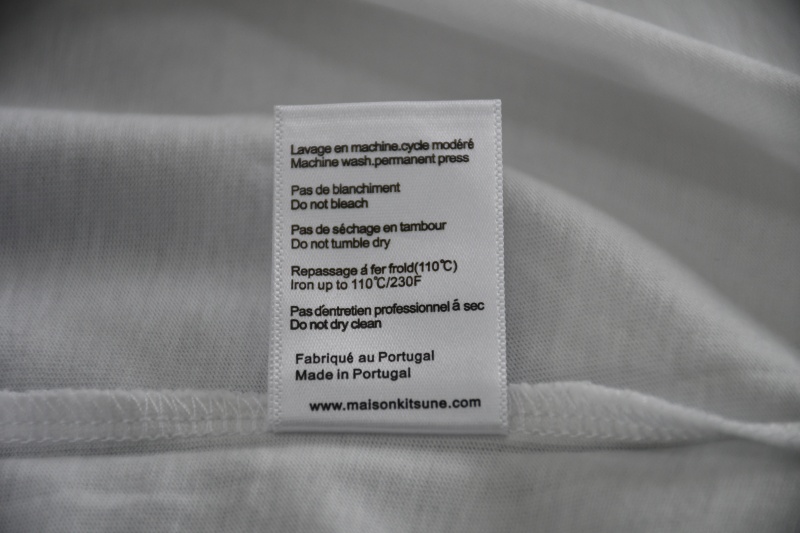 Lavage en machine.cycle modéré
Machine wash.permanent press
Pas de blanchiment
Do not bleach
Pas de séchage en tambour
Do not tumble dry
Repassage á fer froId(110℃)
Iron up to 110℃/230F
Pas d'entretien professionnel á sec
Do not dry clean
Fabriqué au Portugal
Made in Portugal
www.maisonkitsune.com